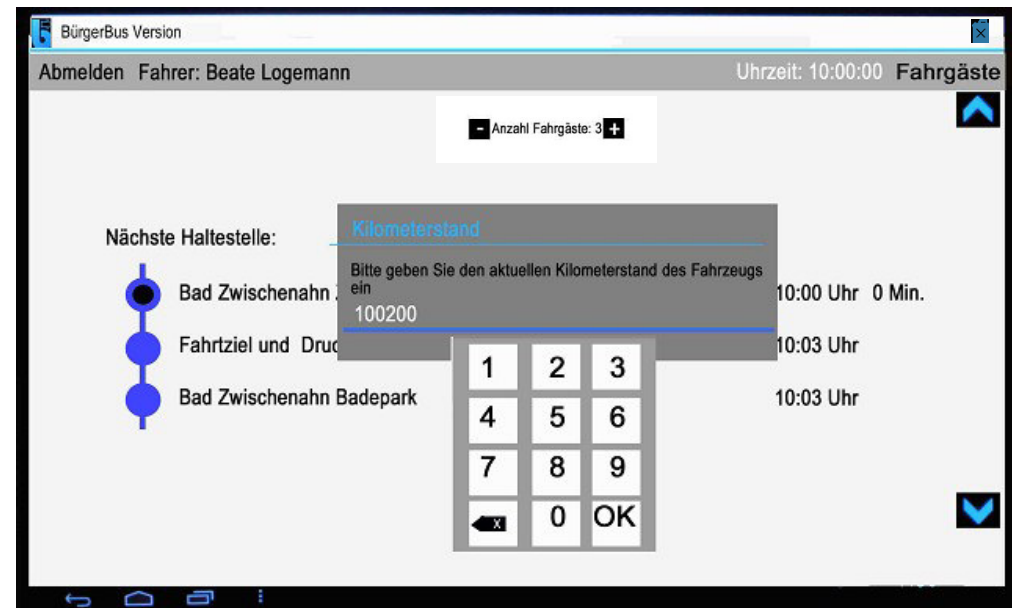 BürgerBus Version
Abmelden Fahrer: Beate Logemann Uhrzeit: 10:00:00 Fahrgäste
- Anzahl Fahrgäste: 3 +
Kilometerstand
Bitte geben Sie den aktuellen Kilometerstand des Fahrzeugs
ein
100200
Nächste Haltestelle:
Bad Zwischenahn 10:00 Uhr 0 Min.
Fahrtziel und 10:03 Uhr
Bad Zwischenahn Badepark 10:03 Uhr
1 2 3
4 5 6
7 8 9
X 0 OK